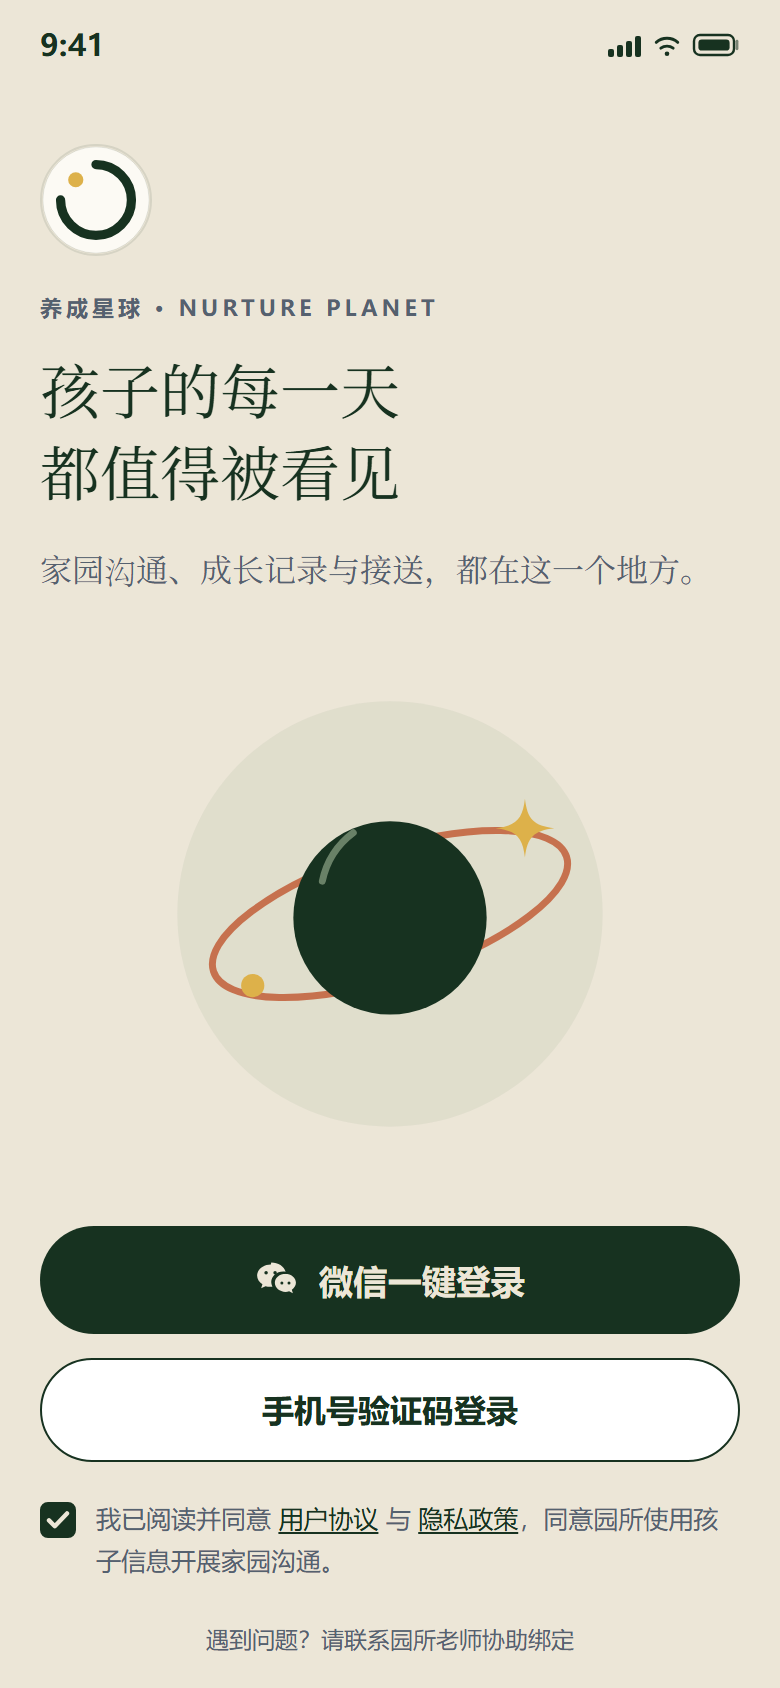 9:41
养成星球 • NURTURE PLANET
孩子的每一天
都值得被看见
家园沟通、成长记录与接送，都在这一个地方。
微信一键登录
手机号验证码登录
我已阅读并同意 用户协议 与 隐私政策，同意园所使用孩
子信息开展家园沟通。
遇到问题？请联系园所老师协助绑定